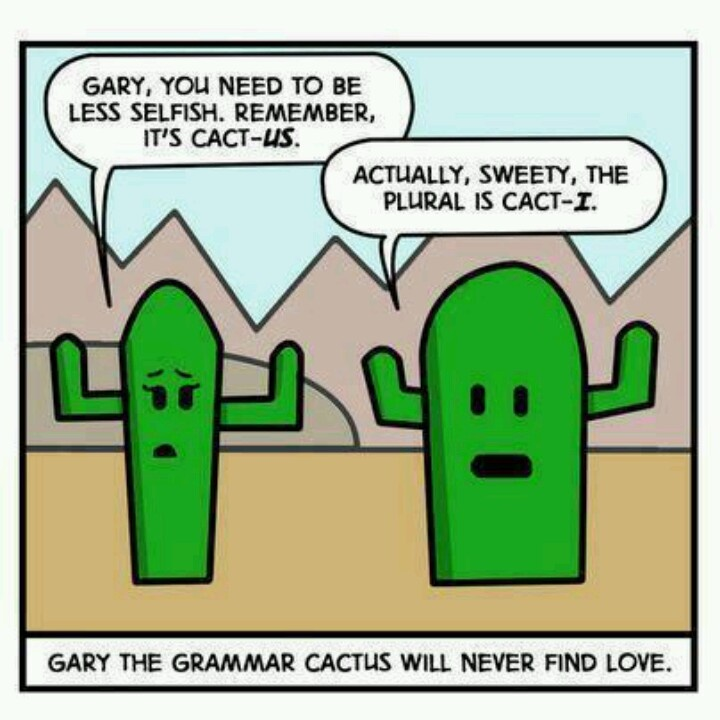 GARY, YOU NEED TO BE
LESS SELFISH. REMEMBER,
IT'S CACT-US.
ACTUALLY, SWEETY, THE
PLURAL IS CACT-I.
GARY THE GRAMMAR CACTUS WILL NEVER FIND LOVE.